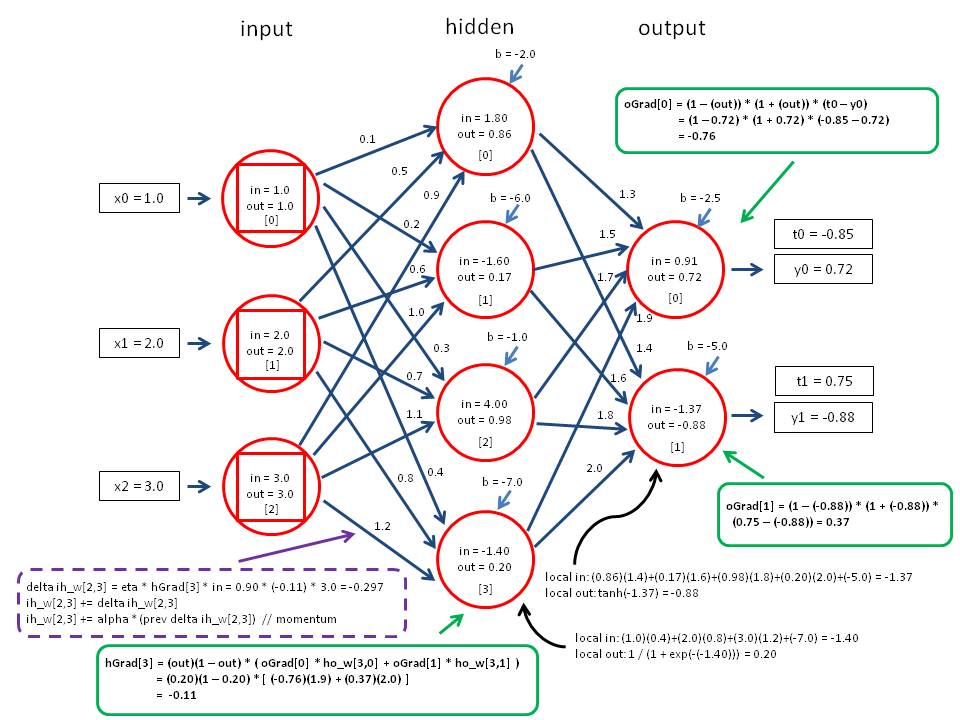 input
hidden
output
b = -2.0
in = 1.80
out = 0.86
[0]
oGrad[0] = (1 – (out)) * (1 + (out)) * (t0 – y0)
= (1 – 0.72) * (1 + 0.72) * (-0.85 – 0.72)
= -0.76
0.1
0.5
0.9
0.2
0.6
1.0
0.3
0.7
1.1
0.4
0.8
1.2
x0 = 1.0
in = 1.0
out = 1.0
[0]
b = -6.0
in = -1.60
out = 0.17
[1]
1.3
1.5
1.7
1.9
1.4
1.6
1.8
2.0
b = -2.5
in = 0.91
out = 0.72
[0]
t0 = -0.85
y0 = 0.72
x1 = 2.0
in = 2.0
out = 2.0
[1]
b = -1.0
in = 4.00
out = 0.98
[2]
b = -5.0
in = -1.37
out = -0.88
[1]
t1 = 0.75
y1 = -0.88
x2 = 3.0
in = 3.0
out = 3.0
[2]
b = -7.0
in = -1.40
out = 0.20
[3]
oGrad[1] = (1 – (-0.88)) * (1 + (-0.88)) *
(0.75 – (-0.88)) = 0.37
delta ih_w[2,3] = eta * hGrad[3] * in = 0.90 * (-0.11) * 3.0 = -0.297
ih_w[2,3] += delta ih_w[2,3]
ih_w[2,3] += alpha * (prev delta ih_w[2,3]) // momentum
local in: (0.86)(1.4)+(0.17)(1.6)+(0.98)(1.8)+(0.20)(2.0)+(-5.0) = -1.37
local out: tanh(-1.37) = -0.88
local in: (1.0)(0.4)+(2.0)(0.8)+(3.0)(1.2)+(-7.0) = -1.40
local out: 1 / (1 + exp(-(-1.40))) = 0.20
hGrad[3] = (out)(1 – out) * ( oGrad[0] * ho_w[3,0] + oGrad[1] * ho_w[3,1] )
= (0.20)(1 – 0.20) * [ (-0.76)(1.9) + (0.37)(2.0) ]
= -0.11